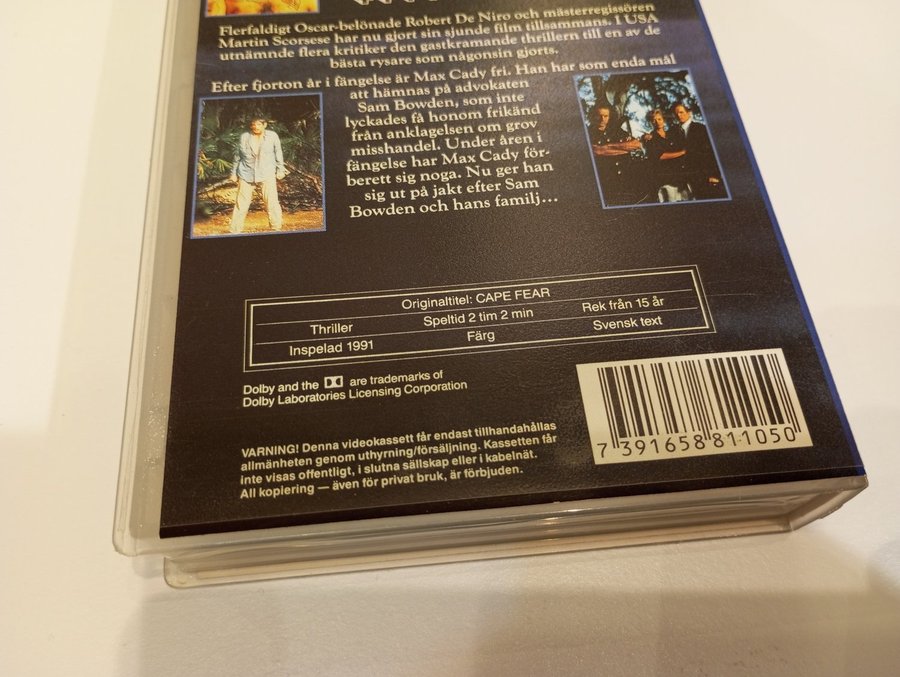 Flerfaldigt Oscar-belönade Robert De Niro och mästerregissören
Martin Scorsese har nu gjort sin sjunde film tillsammans. I USA
utnämnde flera kritiker den gastkramande thrillern till en av de
bästa rysare som någonsin gjorts.
Efter fjorton år i fängelse är Max Cady fri. Han har som enda mål
att hämnas på advokaten
Sam Bowden, som inte
lyckades få honom frikänd
från anklagelsen om grov
misshandel. Under åren i
fängelse har Max Cady för-
berett sig noga. Nu ger han
sig ut på jakt efter Sam
Bowden och hans familj...
Originaltitel: CAPE FEAR
Thriller Speltid 2 tim 2 min Rek från 15 år
Inspelad 1991 Färg Svensk text
Dolby and the are trademarks of
Dolby Laboratories Licensing Corporation
VARNING! Denna videokassett får endast tillhandahållas
allmänheten genom uthyrning/försäljning. Kassetten får
inte visas offentligt, i slutna sällskap eller i kabelnät.
All kopiering — även för privat bruk, är förbjuden.
7 391658 811050